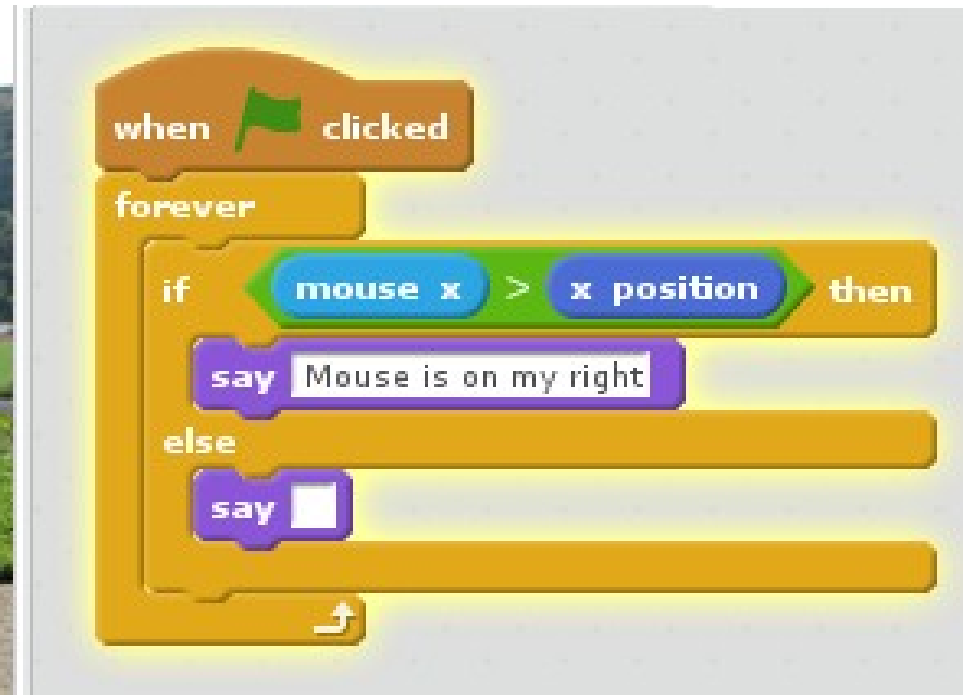 when clicked
forever
if mouse x > x position then
say Mouse is on my right
else
say